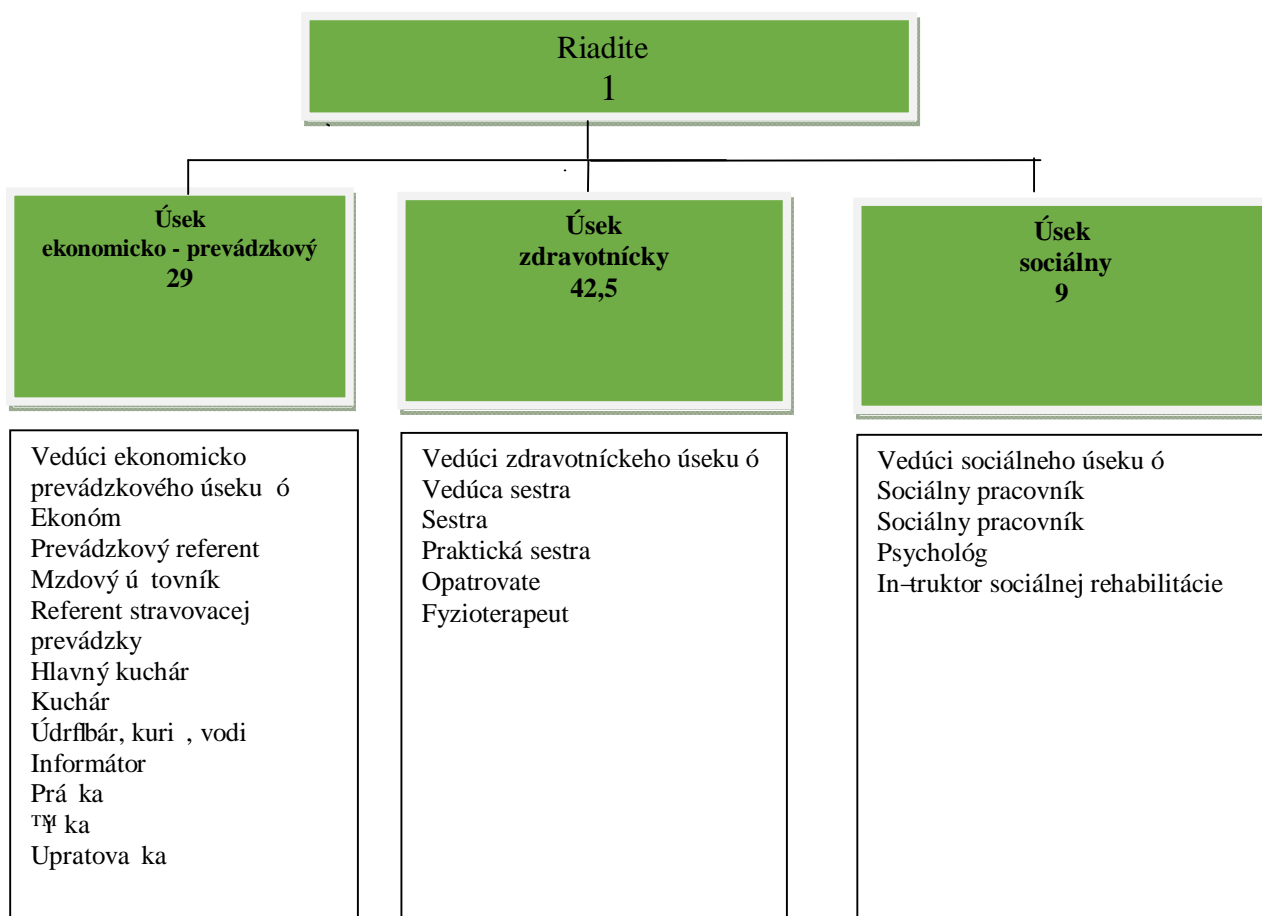 Riadite
1
Úsek
ekonomicko - prevádzkový
29
Úsek
zdravotnícky
42,5
Úsek
sociálny
9
Vedúci ekonomicko
prevádzkového úseku ó
Ekonóm
Prevádzkový referent
Mzdový ú tovník
Referent stravovacej
prevádzky
Hlavný kuchár
Kuchár
Údrflbár, kuri , vodi
Informátor
Prá ka
ka
Upratova ka
Vedúci zdravotníckeho úseku ó
Vedúca sestra
Sestra
Praktická sestra
Opatrovate
Fyzioterapeut
Vedúci sociálneho úseku ó
Sociálny pracovník
Sociálny pracovník
Psychológ
In–truktor sociálnej rehabilitácie